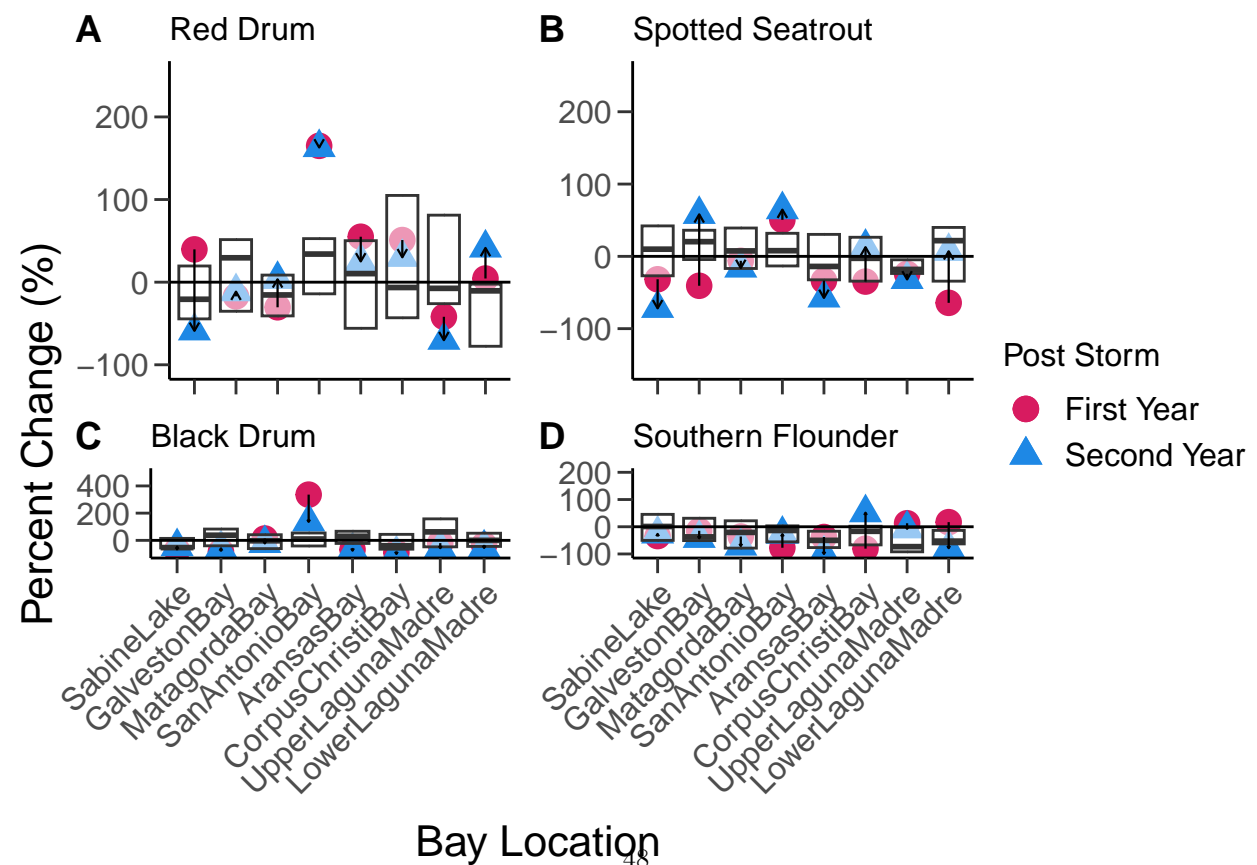 A Red Drum
B Spotted Seatrout
200
100
0
−100
200
100
0
−100
Percent Change (%)
Post Storm
First Year
Second Year
C Black Drum
D Southern Flounder
400
200
0
200
100
0
−100
SabineLake
GalvestonBay
MatagordaBay
SanAntonioBay
AransasBay
CorpusChristiBay
UpperLagunaMadre
LowerLagunaMadre
SabineLake
GalvestonBay
MatagordaBay
SanAntonioBay
AransasBay
CorpusChristiBay
UpperLagunaMadre
LowerLagunaMadre
Bay Location
48